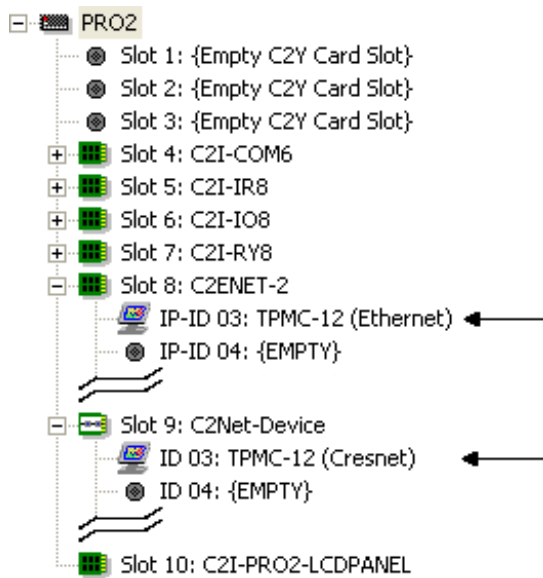 PRO2
Slot 1: {Empty C2Y Card Slot}
Slot 2: {Empty C2Y Card Slot}
Slot 3: {Empty C2Y Card Slot}
Slot 4: C2I-COM6
Slot 5: C2I-IR8
Slot 6: C2I-IO8
Slot 7: C2I-RY8
Slot 8: C2ENET-2
IP-ID 03: TPMC-12 (Ethernet)
IP-ID 04: {EMPTY}
Slot 9: C2Net-Device
ID 03: TPMC-12 (Cresnet)
ID 04: {EMPTY}
Slot 10: C2I-PRO2-LCDPANEL